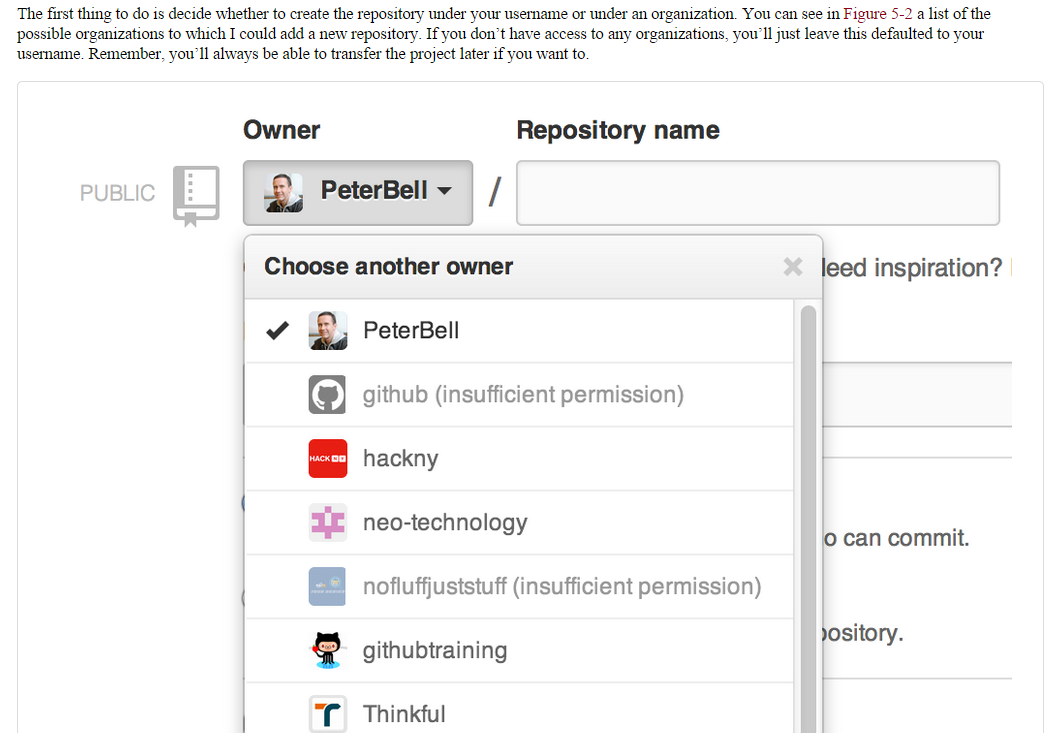 The first thing to do is decide whether to create the repository under your username or under an organization. You can see in Figure 5-2 a list of the
possible organizations to which I could add a new repository. If you don’t have access to any organizations, you’ll just leave this defaulted to your
username. Remember, you’ll always be able to transfer the project later if you want to.
Owner Repository name
PUBLIC PeterBell /
Choose another owner × leed inspiration?
PeterBell
github (insufficient permission)
HACK NY hackny
neo-technology
o can commit.
nofluffjuststuff (insufficient permission)
pository.
githubtraining
Thinkful